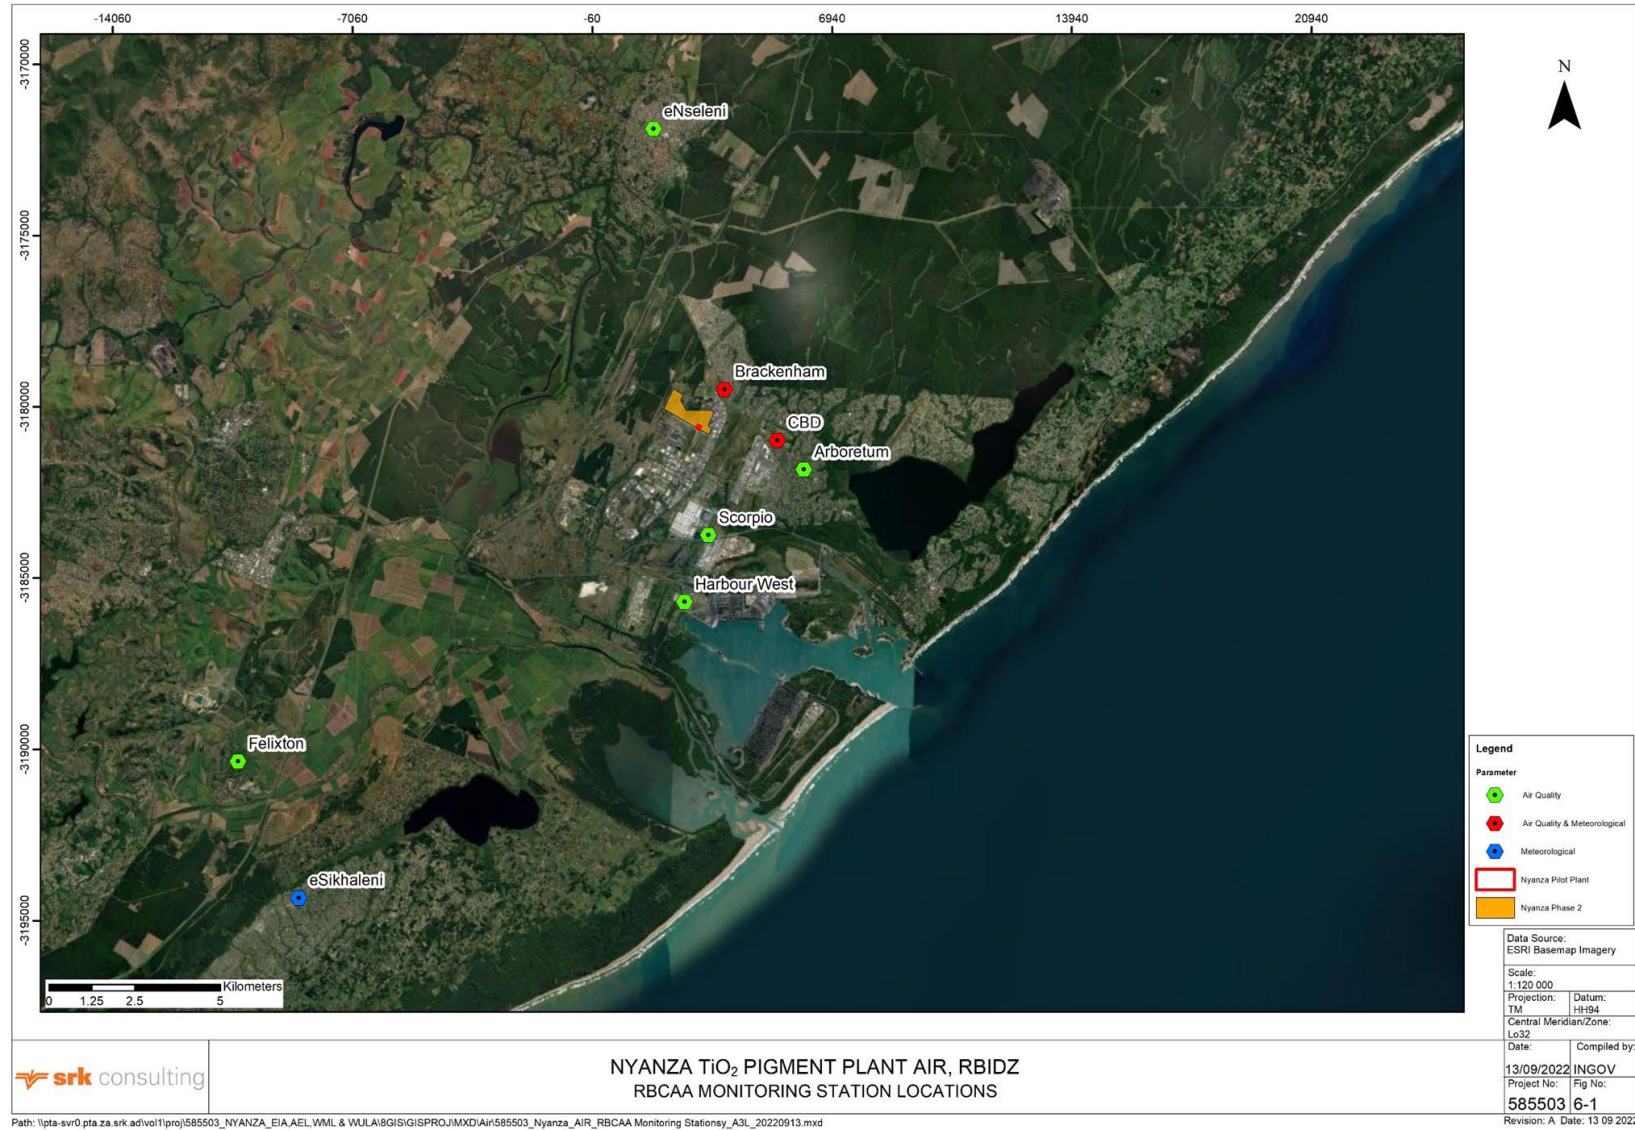 -14060 -7060 -60 6940 13940 20940
-3170000
-3175000
-3180000
-3185000
-3190000
-3195000
N
eNseleni
Brackenham
CBD
Arboretum
Scorpio
Harbour West
Felixton
eSikhaleni
Kilometers
0 1.25 2.5 5
Legend
Parameter
Air Quality
Air Quality & Meteorological
Meteorological
Nyanza Pilot Plant
Nyanza Phase 2
Data Source:
ESRI Basemap Imagery
Scale:
1:120 000
Projection: Datum:
TM HH94
Central Meridian/Zone:
Lo32
Date: Compiled by:
13/09/2022 INGOV
Project No: Fig No:
585503 6-1
Revision: A Date: 13 09 2022
srk consulting
NYANZA TiO₂ PIGMENT PLANT AIR, RBIDZ
RBCAA MONITORING STATION LOCATIONS
Path: \\pta-svr0.pta.za.srk.ad\vol1\proj\585503_NYANZA_EIA,AEL,WML & WULA\8GIS\GISPROJ\MXD\Air\585503_Nyanza_AIR_RBCAA Monitoring Stationsy_A3L_20220913.mxd